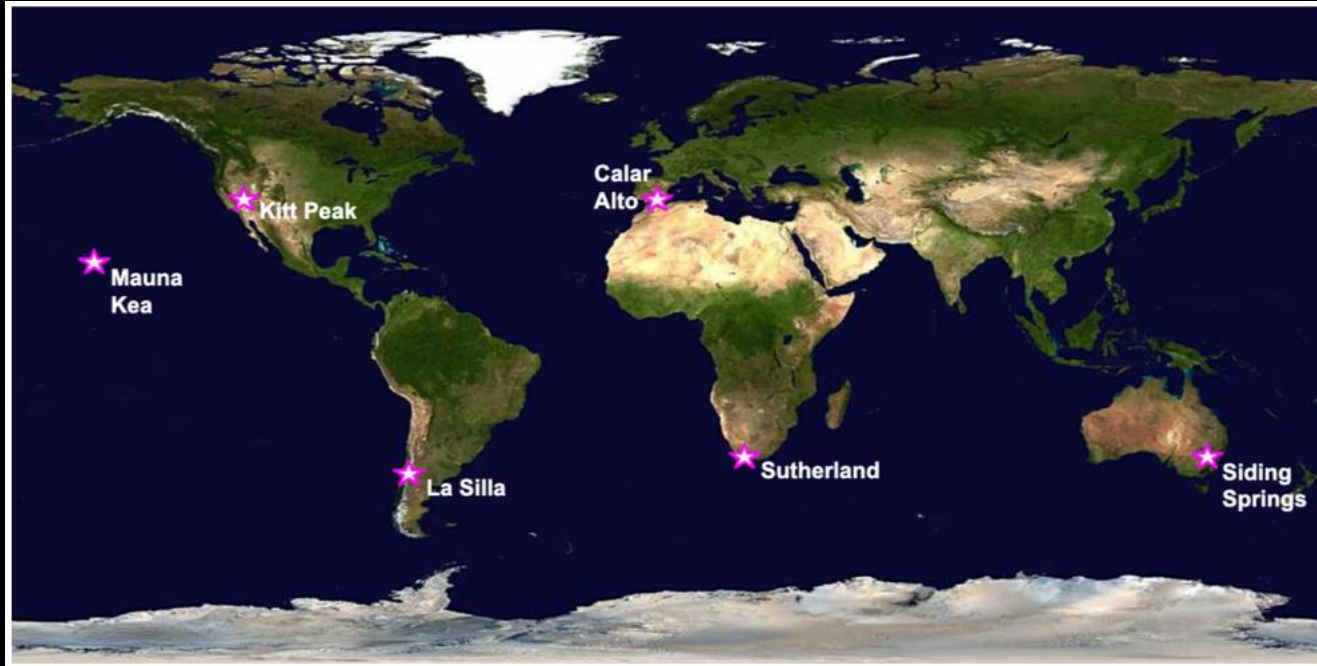 Calar
Alto
Kitt Peak
Mauna
Kea
Sutherland
La Silla
Siding
Springs